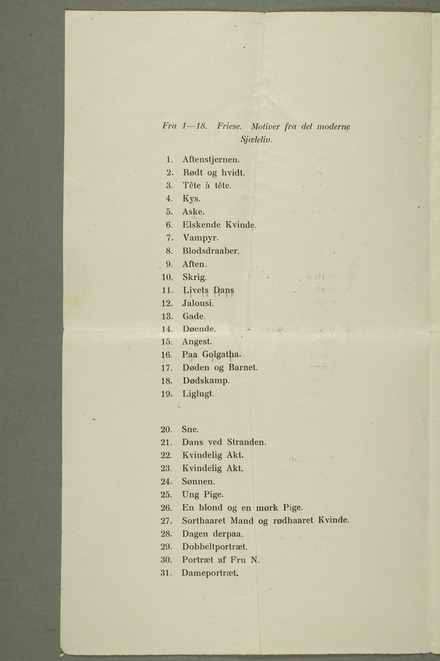 Fra 1—18. Friese. Motiver fra det moderne
Sjæleliv.
1. Aftenstjernen.
2. Rødt og hvidt.
3. Tête à tête.
4. Kys.
5. Aske.
6. Elskende Kvinde.
7. Vampyr.
8. Blodsdraaber.
9. Aften.
10. Skrig.
11. Livets Dans
12. Jalousi.
13. Gade
14. Døende.
15. Angest.
16. Paa Golgatha.
17. Døden og Barnet.
18. Dødskamp.
19. Liglugt.
20. Sne.
21. Dans ved Stranden.
22. Kvindelig Akt.
23. Kvindelig Akt.
24. Sønnen.
25. Ung Pige.
26. En blond og en mørk Pige.
27. Sorthaaret Mand og rødhaaret Kvinde.
28. Dagen derpaa.
29. Dobbeltportræt.
30. Portræt af Fru N.
31. Dameportræt.